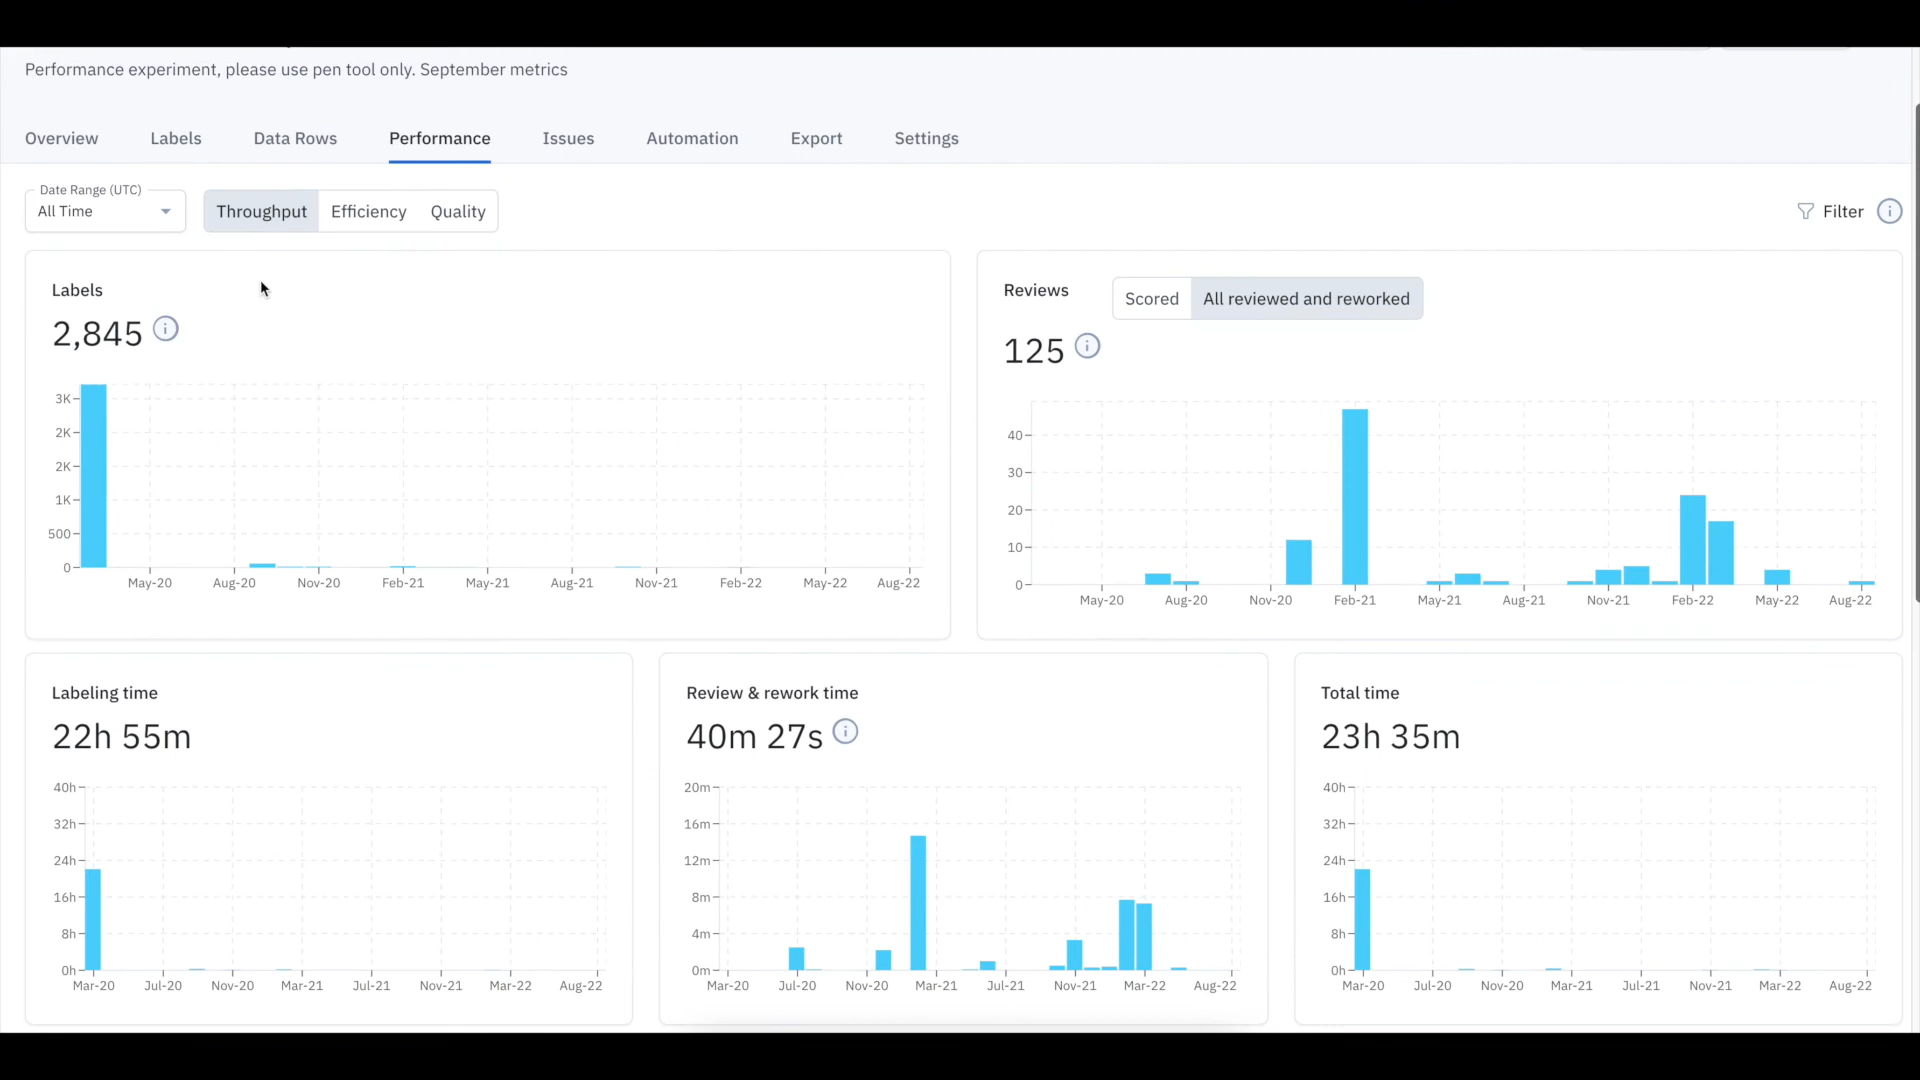 Performance experiment, please use pen tool only. September metrics
Overview Labels Data Rows Performance Issues Automation Export Settings
Date Range (UTC)
All Time
Throughput Efficiency Quality
Filter
Labels
2,845
3K
2K
2K
1K
500
0
May-20 Aug-20 Nov-20 Feb-21 May-21 Aug-21 Nov-21 Feb-22 May-22 Aug-22
Reviews
Scored All reviewed and reworked
125
40
30
20
10
0
May-20 Aug-20 Nov-20 Feb-21 May-21 Aug-21 Nov-21 Feb-22 May-22 Aug-22
Labeling time
22h 55m
40h
32h
24h
16h
8h
0h
Mar-20 Jul-20 Nov-20 Mar-21 Jul-21 Nov-21 Mar-22 Aug-22
Review & rework time
40m 27s
20m
16m
12m
8m
4m
0m
Mar-20 Jul-20 Nov-20 Mar-21 Jul-21 Nov-21 Mar-22 Aug-22
Total time
23h 35m
40h
32h
24h
16h
8h
0h
Mar-20 Jul-20 Nov-20 Mar-21 Jul-21 Nov-21 Mar-22 Aug-22